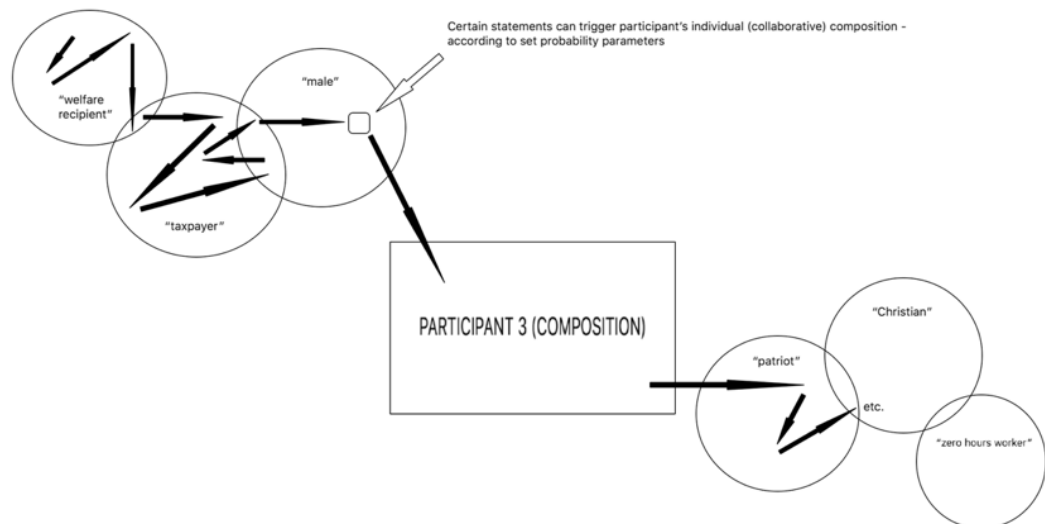 Certain statements can trigger participant's individual (collaborative) composition -
according to set probability parameters
"male"
"welfare
recipient"
"taxpayer"
PARTICIPANT 3 (COMPOSITION)
"Christian"
"patriot"
etc.
"zero hours worker"